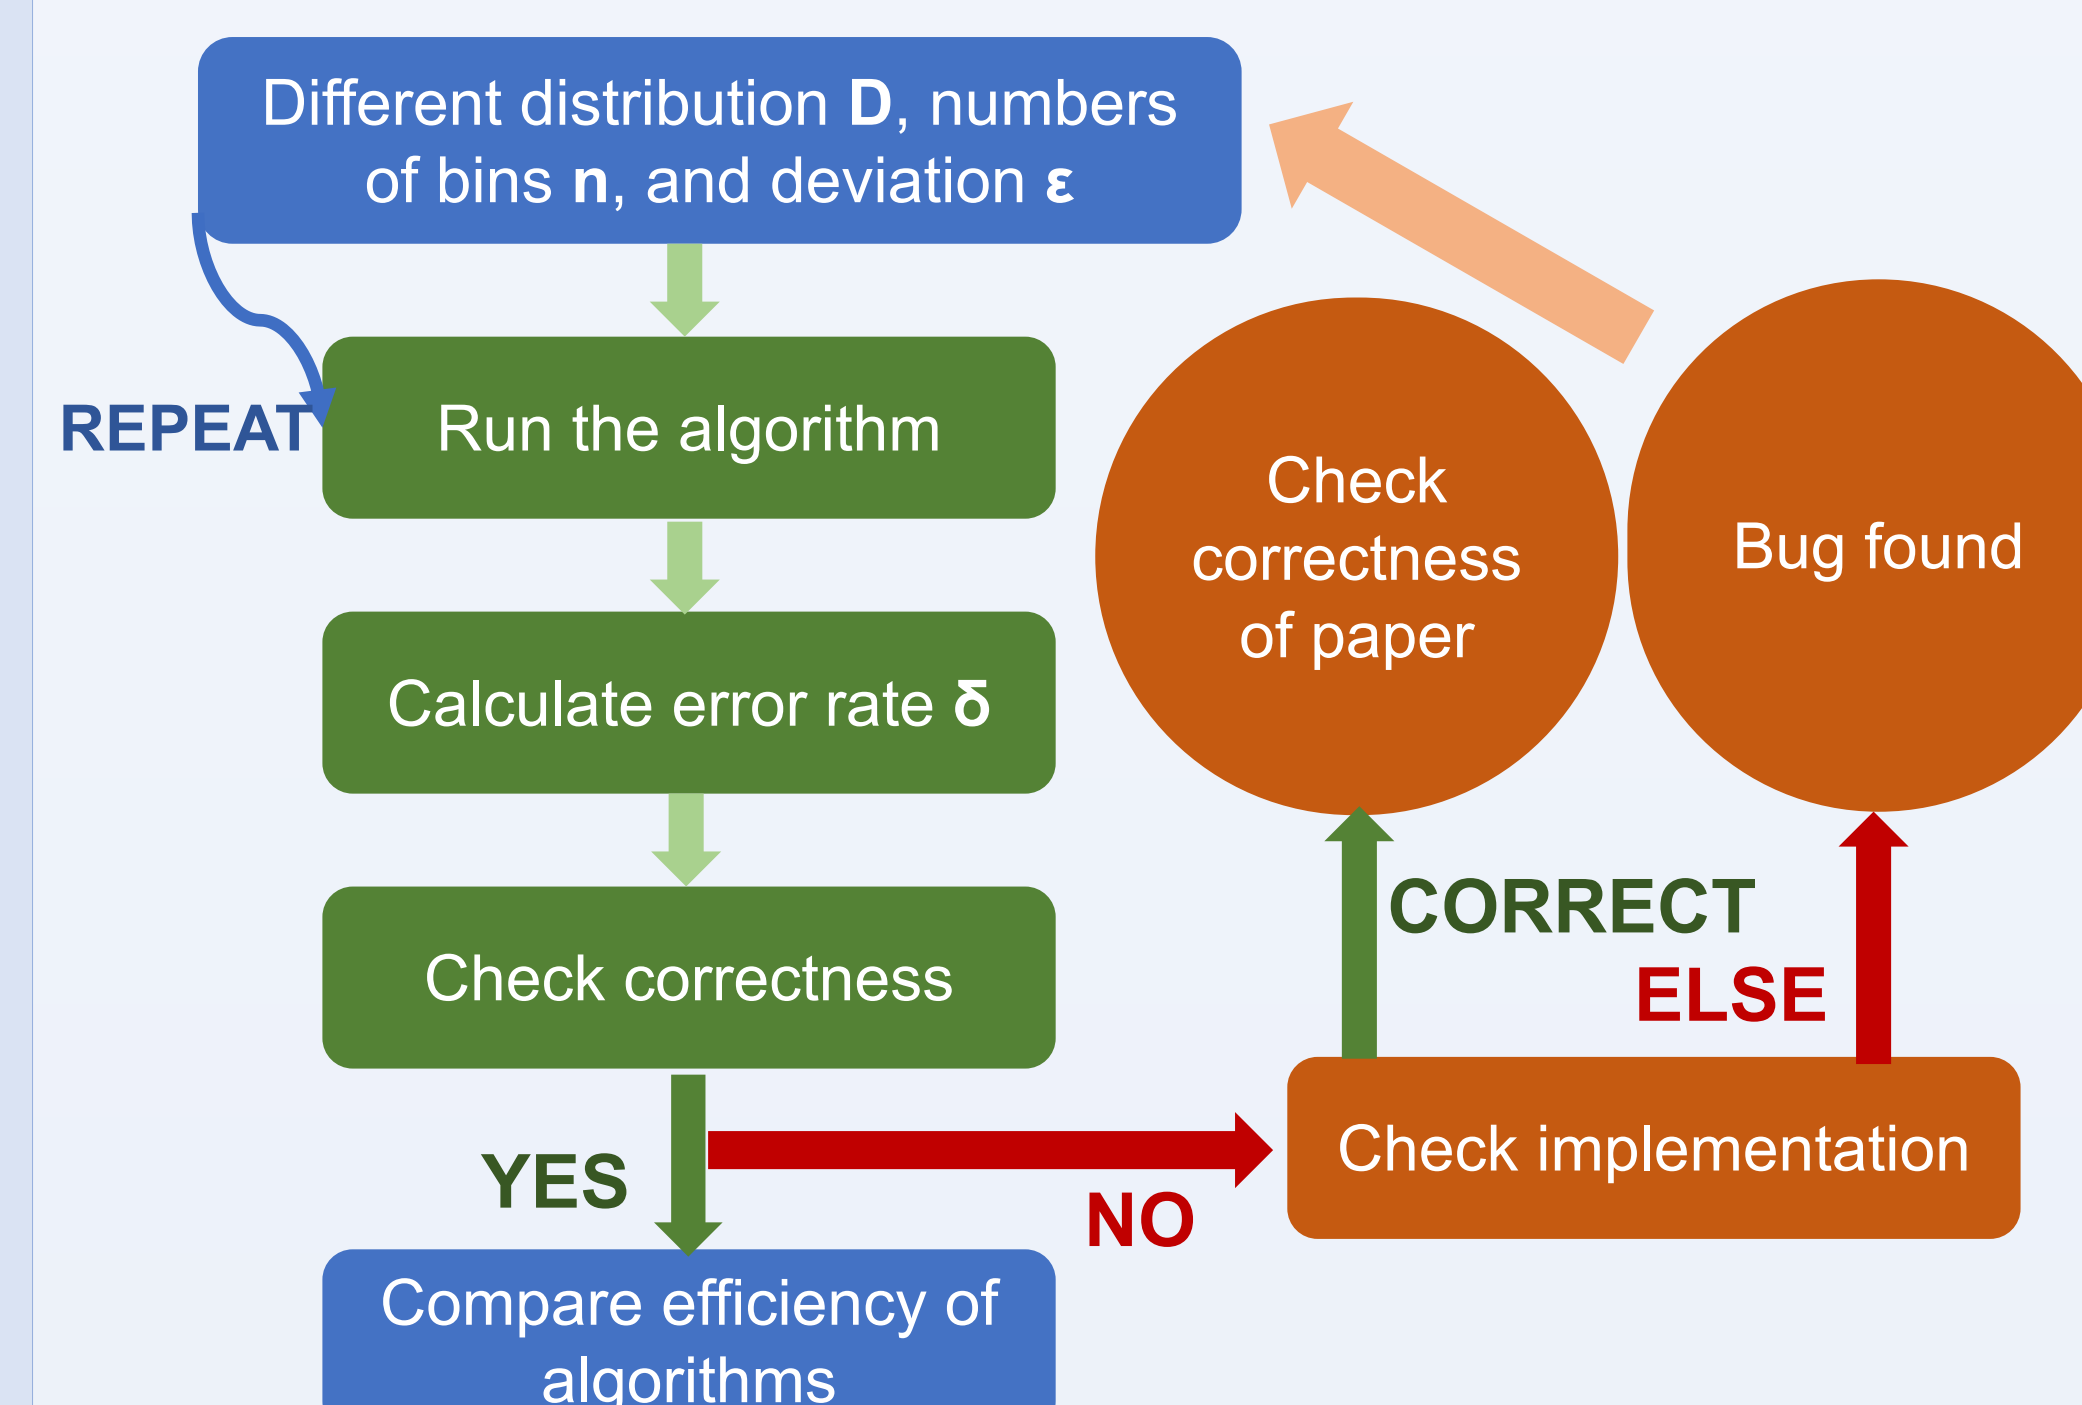 Different distribution D, numbers
of bins n, and deviation ε
REPEAT
Run the algorithm
Calculate error rate δ
Check correctness
YES
NO
Compare efficiency of
algorithms
Check
correctness
of paper
Bug found
CORRECT
ELSE
Check implementation